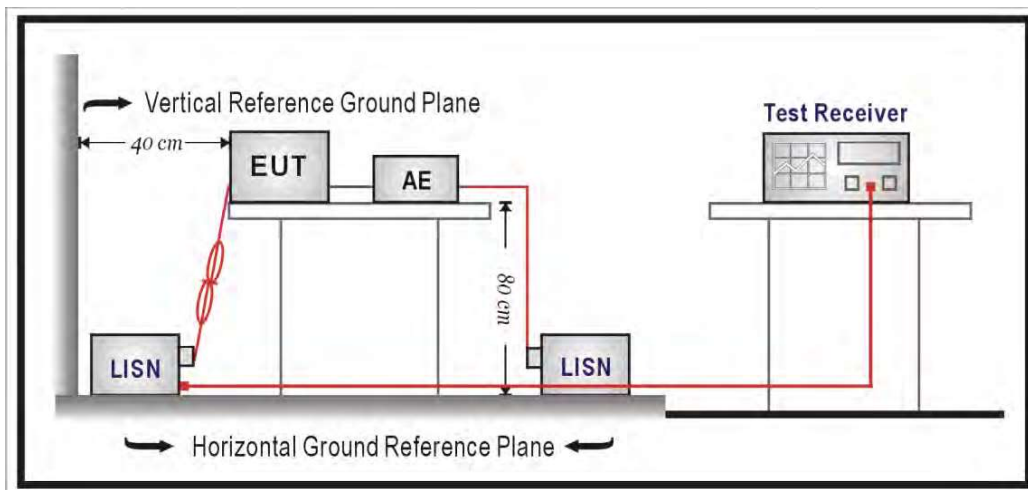 Vertical Reference Ground Plane
40 cm
Test Receiver
EUT
AE
80 cm
LISN
LISN
Horizontal Ground Reference Plane